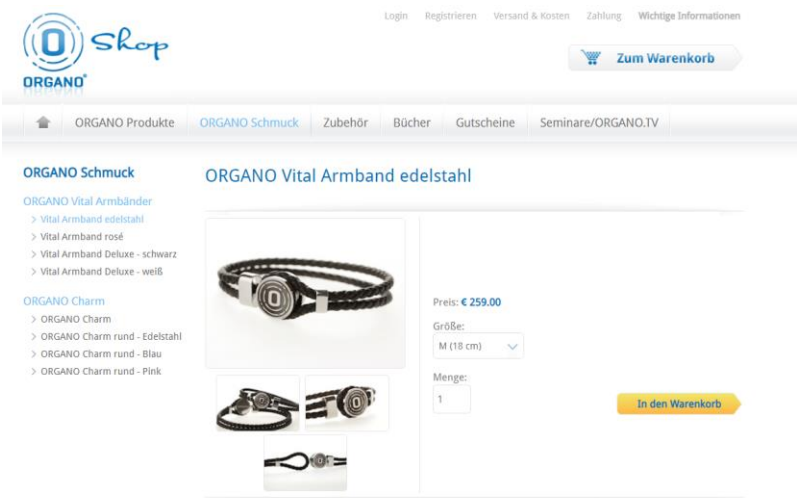 Login Registrieren Versand & Kosten Zahlung Wichtige Informationen
Shop
ORGANO®
Zum Warenkorb
ORGANO Produkte ORGANO Schmuck Zubehör Bücher Gutscheine Seminare/ORGANO.TV
ORGANO Schmuck
ORGANO Vital Armbänder
> Vital Armband edelstahl
> Vital Armband rosé
> Vital Armband Deluxe - schwarz
> Vital Armband Deluxe - weiß
ORGANO Charm
> ORGANO Charm
> ORGANO Charm rund - Edelstahl
> ORGANO Charm rund - Blau
> ORGANO Charm rund - Pink
ORGANO Vital Armband edelstahl
Preis: € 259.00
Größe:
M (18 cm)
Menge:
1
In den Warenkorb